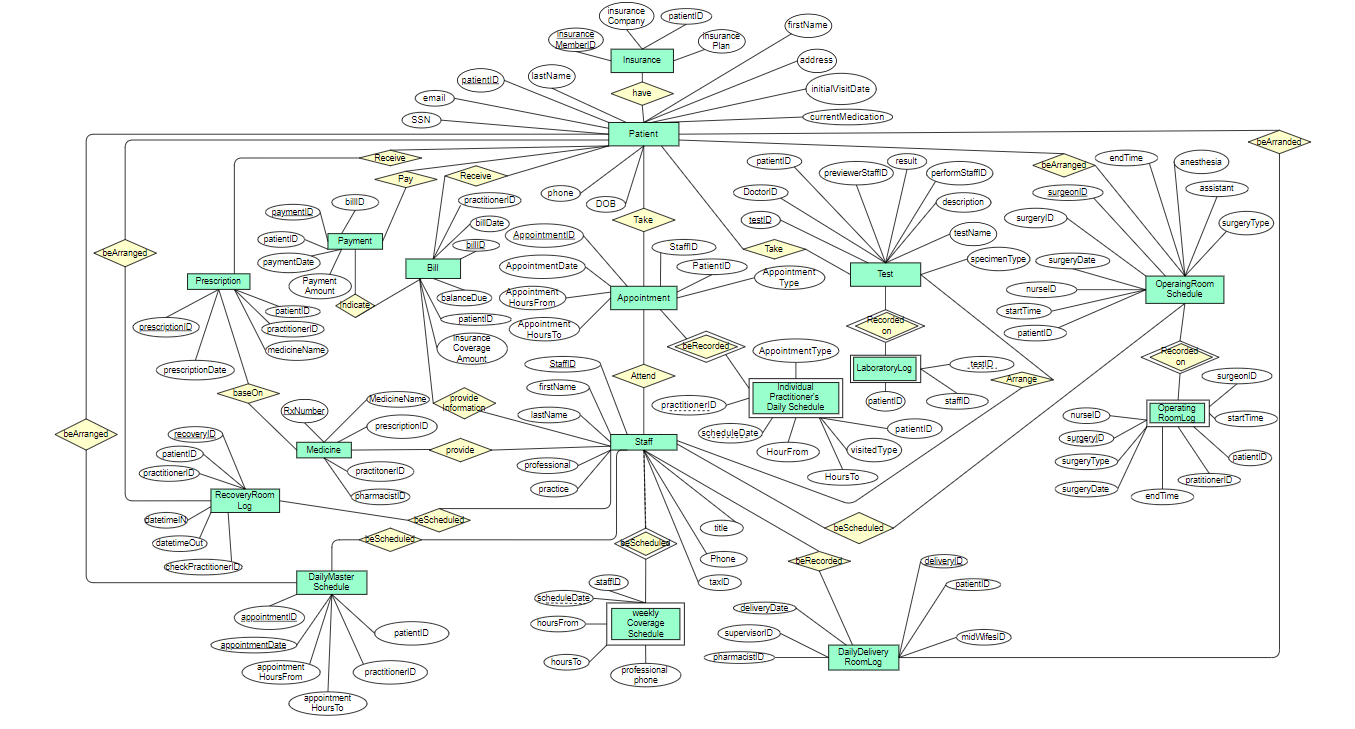 insurance
Company
patientID
firstName
insurance
MemberID
insurance
Plan
Insurance
address
lastName
patientID
have
initialVisitDate
email
currentMedication
SSN
Patient
beArranded
Receive
beArranged
endTime
anesthesia
patientID
result
Pay
Receive
previewerStaffID
performStaffID
phone
DOB
DoctorID
surgeonID
assistant
practitionerID
billID
description
paymentID
Take
testID
surgeryID
surgeryType
billDate
AppointmentID
testName
patientID
Payment
billID
StaffID
Take
beArranged
paymentDate
AppointmentDate
PatientID
specimenType
surgeryDate
Bill
Appointment
Type
Test
Prescription
Payment
Amount
OperaingRoom
Schedule
nurseID
balanceDue
Appointment
HoursFrom
Appointment
indicate
startTime
patientID
patientID
Appointment
HoursTo
Recorded
on
patientID
prescriptionID
practitionerID
insurance
Coverage
Amount
beRecorded
AppointmentType
Recorded
on
medicineName
StaffID
testID
LaboratoryLog
prescriptionDate
Attend
Arrange
surgeonID
firstName
baseOn
MedicineName
provide
Information
Individual
Practitioner's
Daily Schedule
patientID
staffID
RxNumber
practitionerID
lastName
nurseID
Operating
RoomLog
startTime
prescriptionID
patientID
recoveryID
scheduleDate
surgeryID
beArranged
Staff
patientID
Medicine
provide
HourFrom
visitedType
patientID
surgeryType
practitionerID
practitonerID
professional
HoursTo
pratitionerID
surgeryDate
RecoveryRoom
Log
pharmacistID
practice
endTime
datetimeIN
beScheduled
title
beScheduled
datetimeOut
beScheduled
beScheduled
Phone
beRecorded
deliveryID
checkPractitionerID
DailyMaster
Schedule
staffID
taxID
patientID
scheduleDate
appointmentID
deliveryDate
hoursFrom
weekly
Coverage
Schedule
patientID
supervisorID
midWifesID
appointmentDate
pharmacistID
DailyDelivery
RoomLog
hoursTo
appointment
HoursFrom
practitionerID
professional
phone
appointment
HoursTo